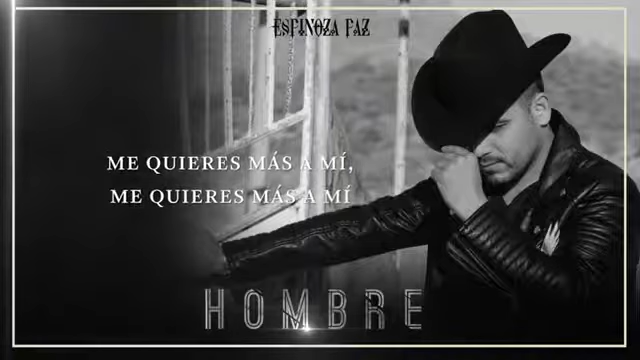 ESPINOZA PAZ
ME QUIERES MÁS A MÍ,
ME QUIERES MÁS A MÍ
HOMBRE